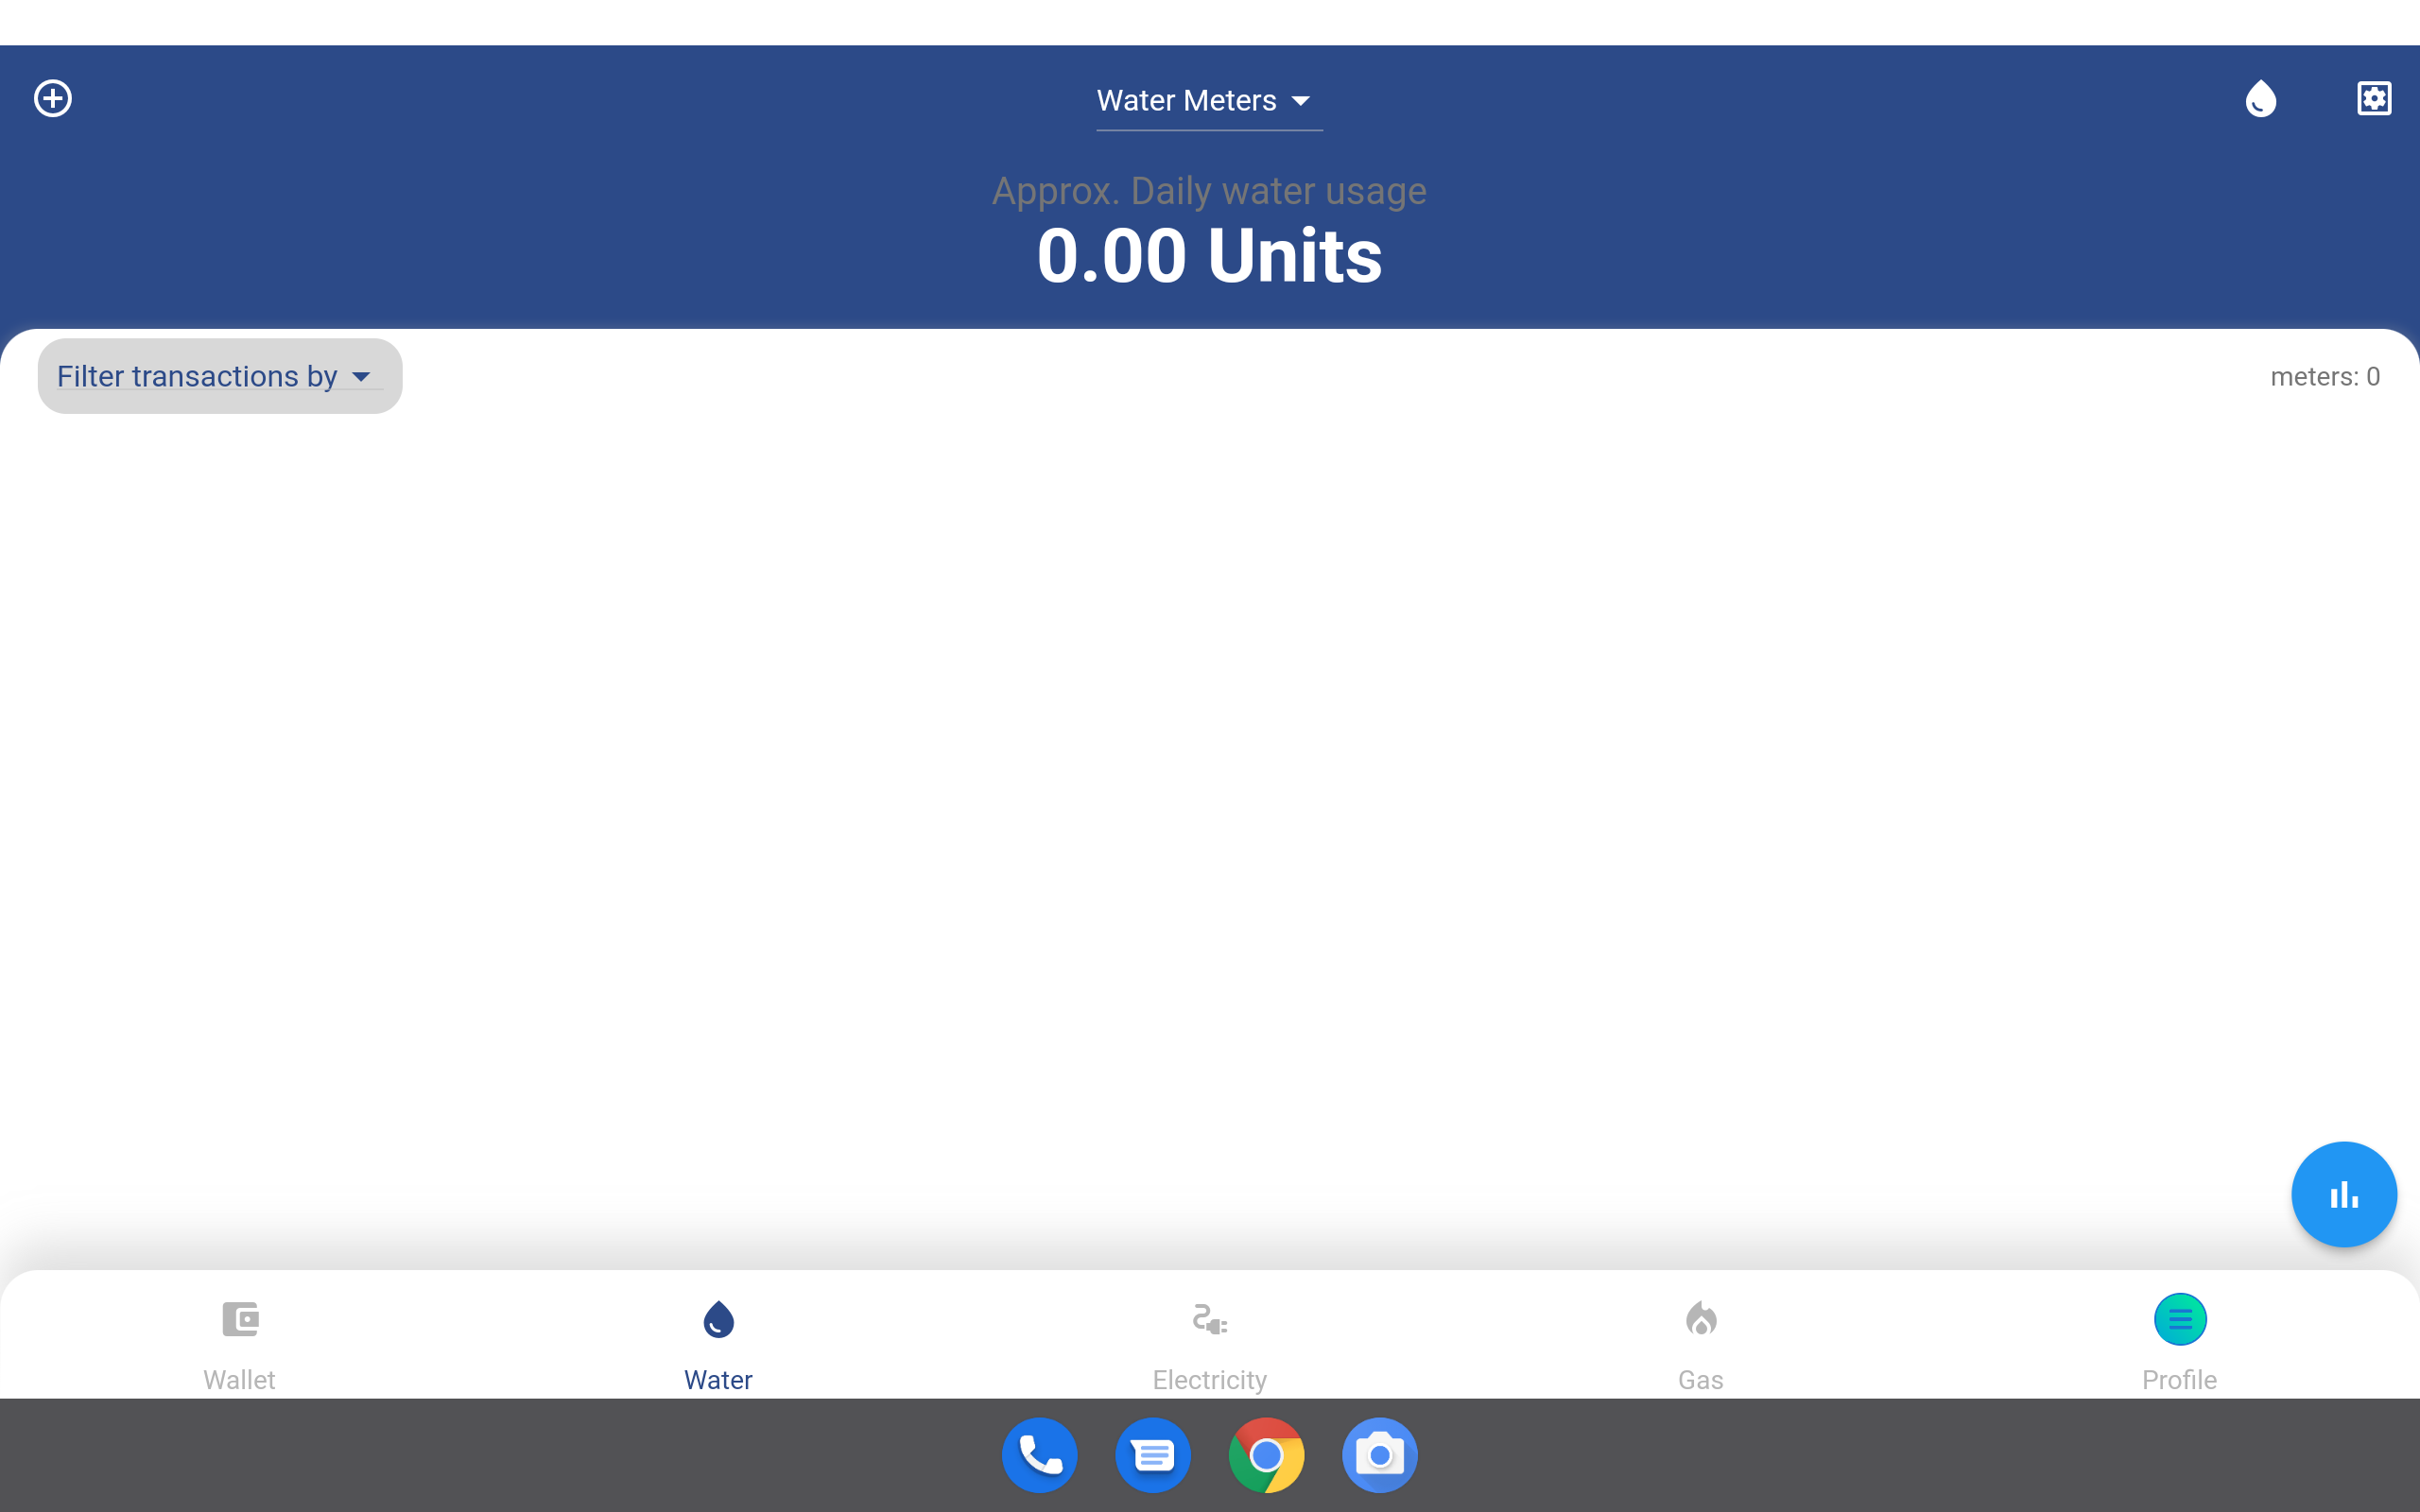 Water Meters
Approx. Daily water usage
0.00 Units
Filter transactions by
meters: 0
Wallet
Water
Electricity
Gas
Profile